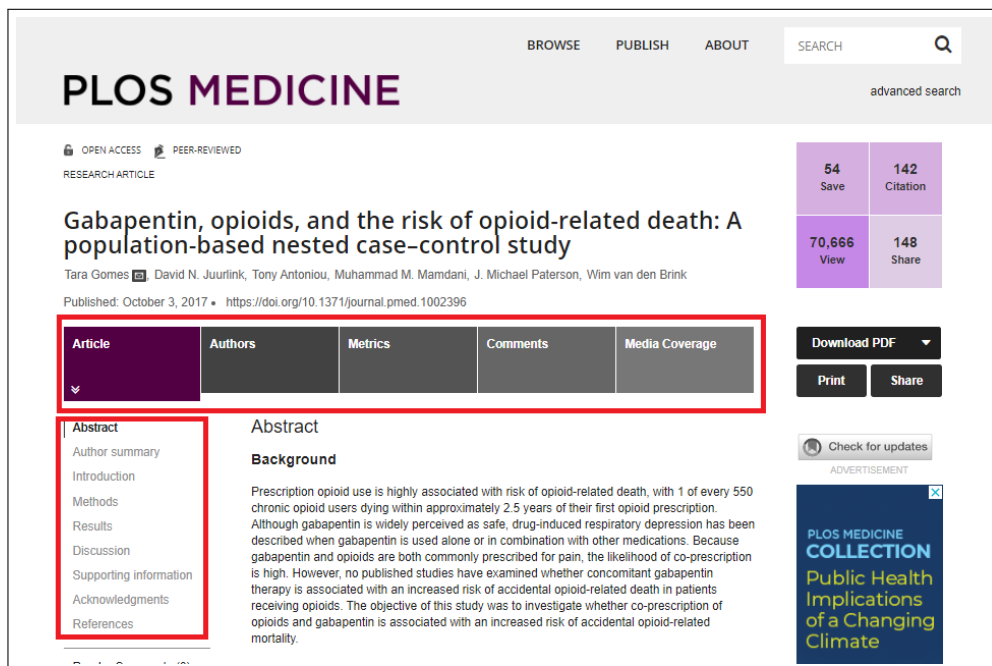 BROWSE PUBLISH ABOUT SEARCH
PLOS MEDICINE
advanced search
OPEN ACCESS PEER-REVIEWED
RESEARCH ARTICLE
Gabapentin, opioids, and the risk of opioid-related death: A
population-based nested case–control study
Tara Gomes, David N. Juurlink, Tony Antoniou, Muhammad M. Mamdani, J. Michael Paterson, Wim van den Brink
Published: October 3, 2017 • https://doi.org/10.1371/journal.pmed.1002396
54 142
Save Citation
70,666 148
View Share
Article Authors Metrics Comments Media Coverage
Download PDF
Print Share
Abstract
Author summary
Introduction
Methods
Results
Discussion
Supporting information
Acknowledgments
References
Abstract
Background
Prescription opioid use is highly associated with risk of opioid-related death, with 1 of every 550
chronic opioid users dying within approximately 2.5 years of their first opioid prescription.
Although gabapentin is widely perceived as safe, drug-induced respiratory depression has been
described when gabapentin is used alone or in combination with other medications. Because
gabapentin and opioids are both commonly prescribed for pain, the likelihood of co-prescription
is high. However, no published studies have examined whether concomitant gabapentin
therapy is associated with an increased risk of accidental opioid-related death in patients
receiving opioids. The objective of this study was to investigate whether co-prescription of
opioids and gabapentin is associated with an increased risk of accidental opioid-related
mortality.
Check for updates
ADVERTISEMENT
PLOS MEDICINE
COLLECTION
Public Health
Implications
of a Changing
Climate